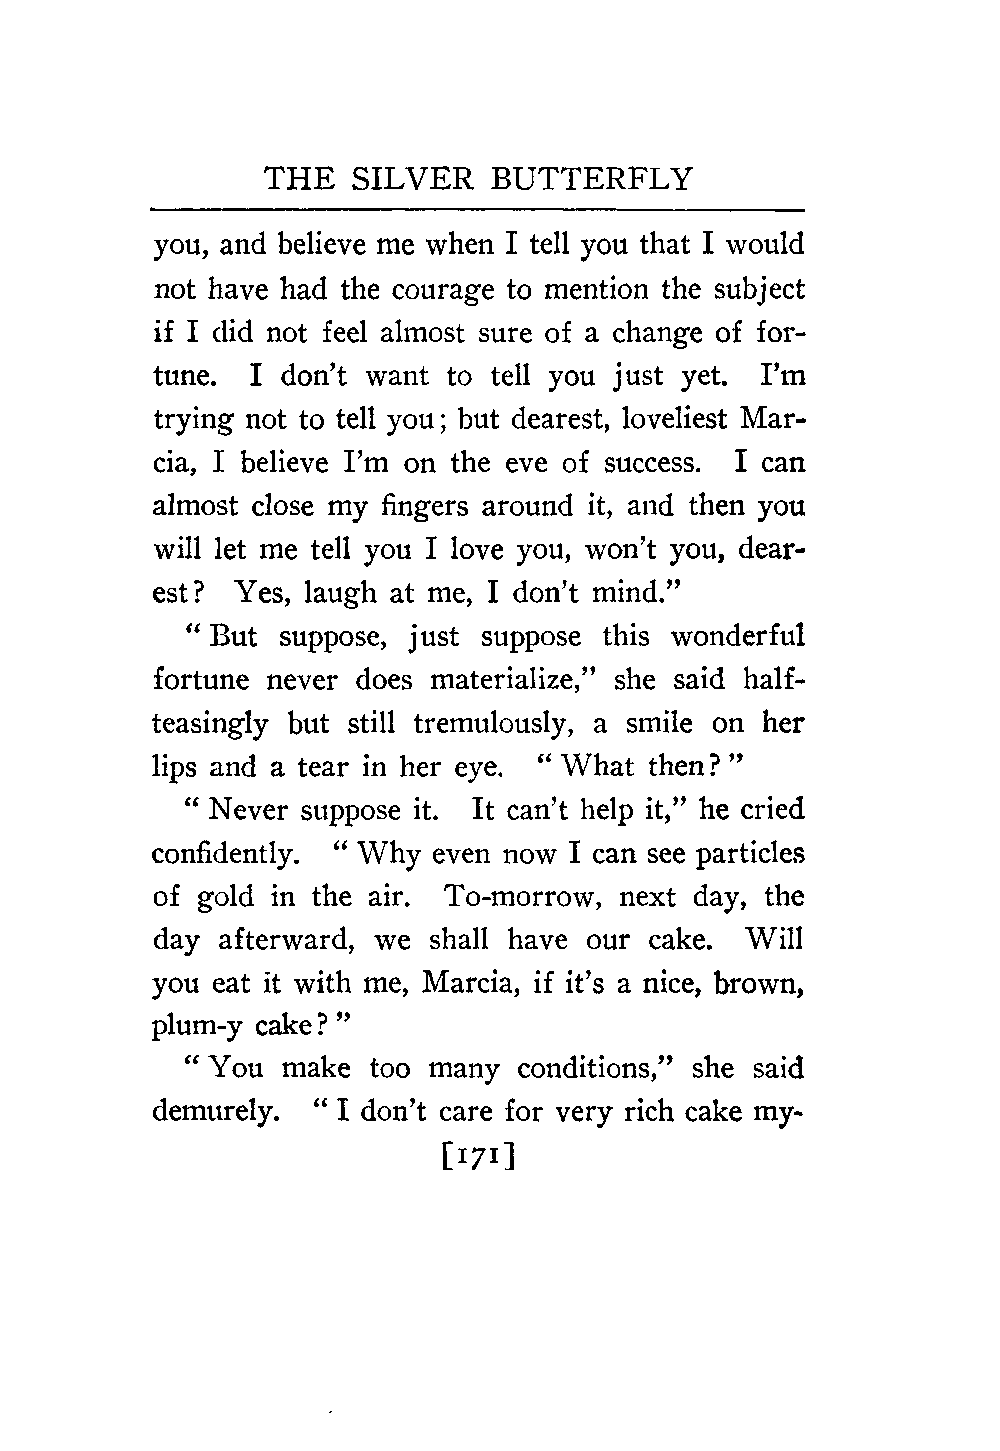 THE SILVER BUTTERFLY
you, and believe me when I tell you that I would
not have had the courage to mention the subject
if I did not feel almost sure of a change of for-
tune. I don't want to tell you just yet. I'm
trying not to tell you; but dearest, loveliest Mar-
cia, I believe I'm on the eve of success. I can
almost close my fingers around it, and then you
will let me tell you I love you, won't you, dear-
est? Yes, laugh at me, I don't mind."
" But suppose, just suppose this wonderful
fortune never does materialize," she said half-
teasingly but still tremulously, a smile on her
lips and a tear in her eye. " What then? "
" Never suppose it. It can't help it," he cried
confidently. " Why even now I can see particles
of gold in the air. To-morrow, next day, the
day afterward, we shall have our cake. Will
you eat it with me, Marcia, if it's a nice, brown,
plum-y cake? "
" You make too many conditions," she said
demurely. " I don't care for very rich cake my-
[171]